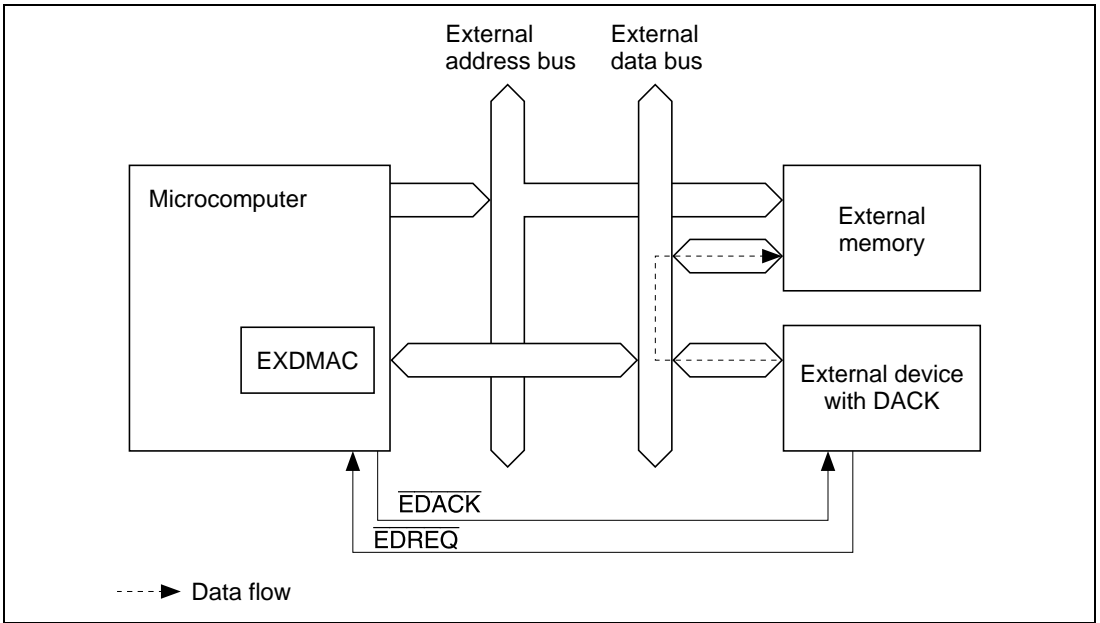 External
address bus
External
data bus
Microcomputer
External
memory
EXDMAC
External device
with DACK
EDACK
EDREQ
Data flow